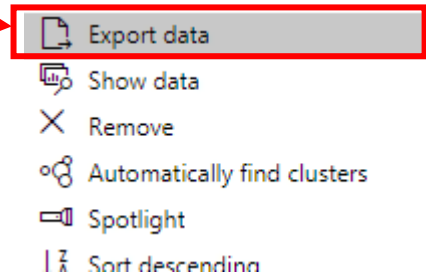 Export data
Show data
Remove
Automatically find clusters
Spotlight
Sort descending